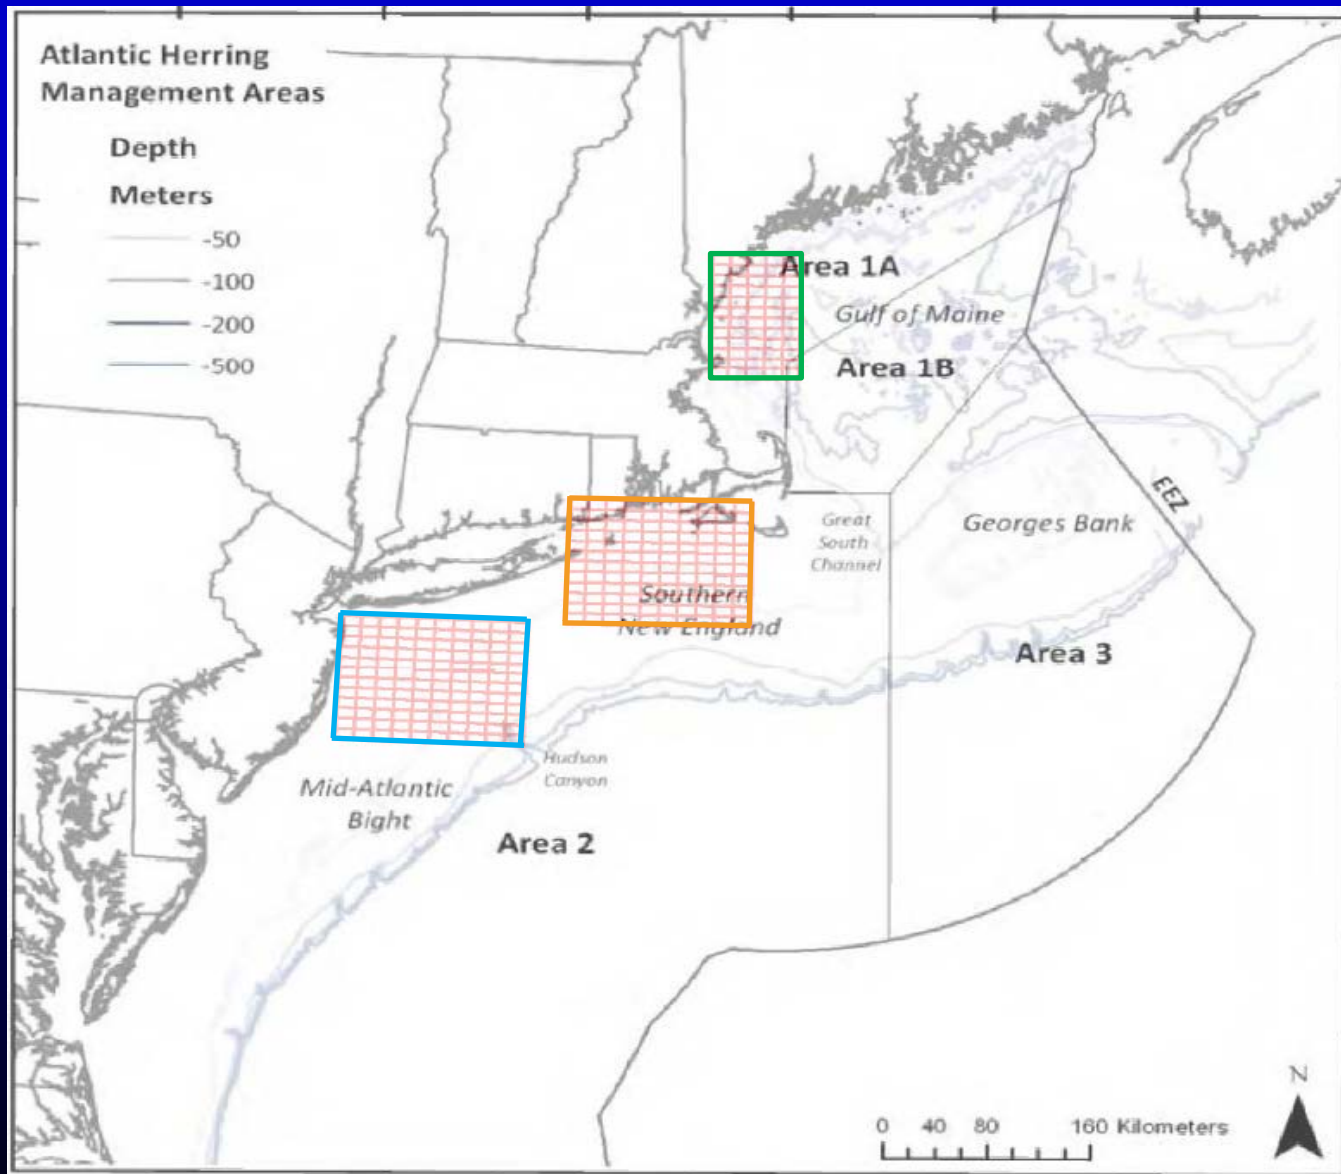 Atlantic Herring
Management Areas
Depth
Meters
-50
-100
-200
-500
Area 1A
Gulf of Maine
Area 1B
EEZ
Great
South
Channel
Georges Bank
Southern
New England
Area 3
Hudson
Canyon
Mid-Atlantic
Bight
Area 2
N
0 40 80 160 Kilometers